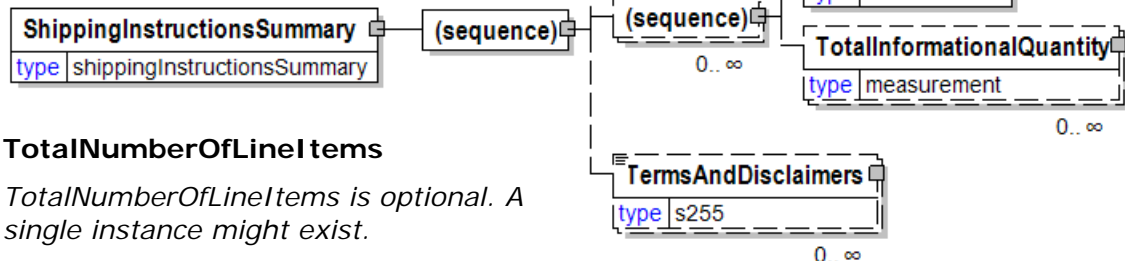 ShippingInstructionsSummary
type shippingInstructionsSummary
(sequence)
(sequence)
0.. ∞
TotalInformationalQuantity
type measurement
0.. ∞
TermsAndDisclaimers
type s255
0.. ∞
TotalNumberOfLineItems
TotalNumberOfLineItems is optional. A
single instance might exist.